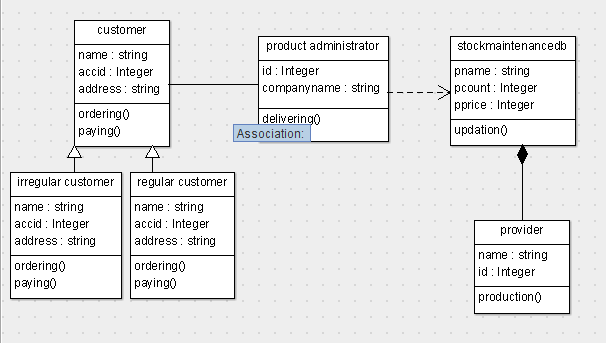 customer
name : string
accid : Integer
address : string
ordering()
paying()
product administrator
id : Integer
companyname : string
delivering()
Association:
stockmaintenancedb
pname : string
pcount : Integer
pprice : Integer
updation()
irregular customer
name : string
accid : Integer
address : string
ordering()
paying()
regular customer
name : string
accid : Integer
address : string
ordering()
paying()
provider
name : string
id : Integer
production()